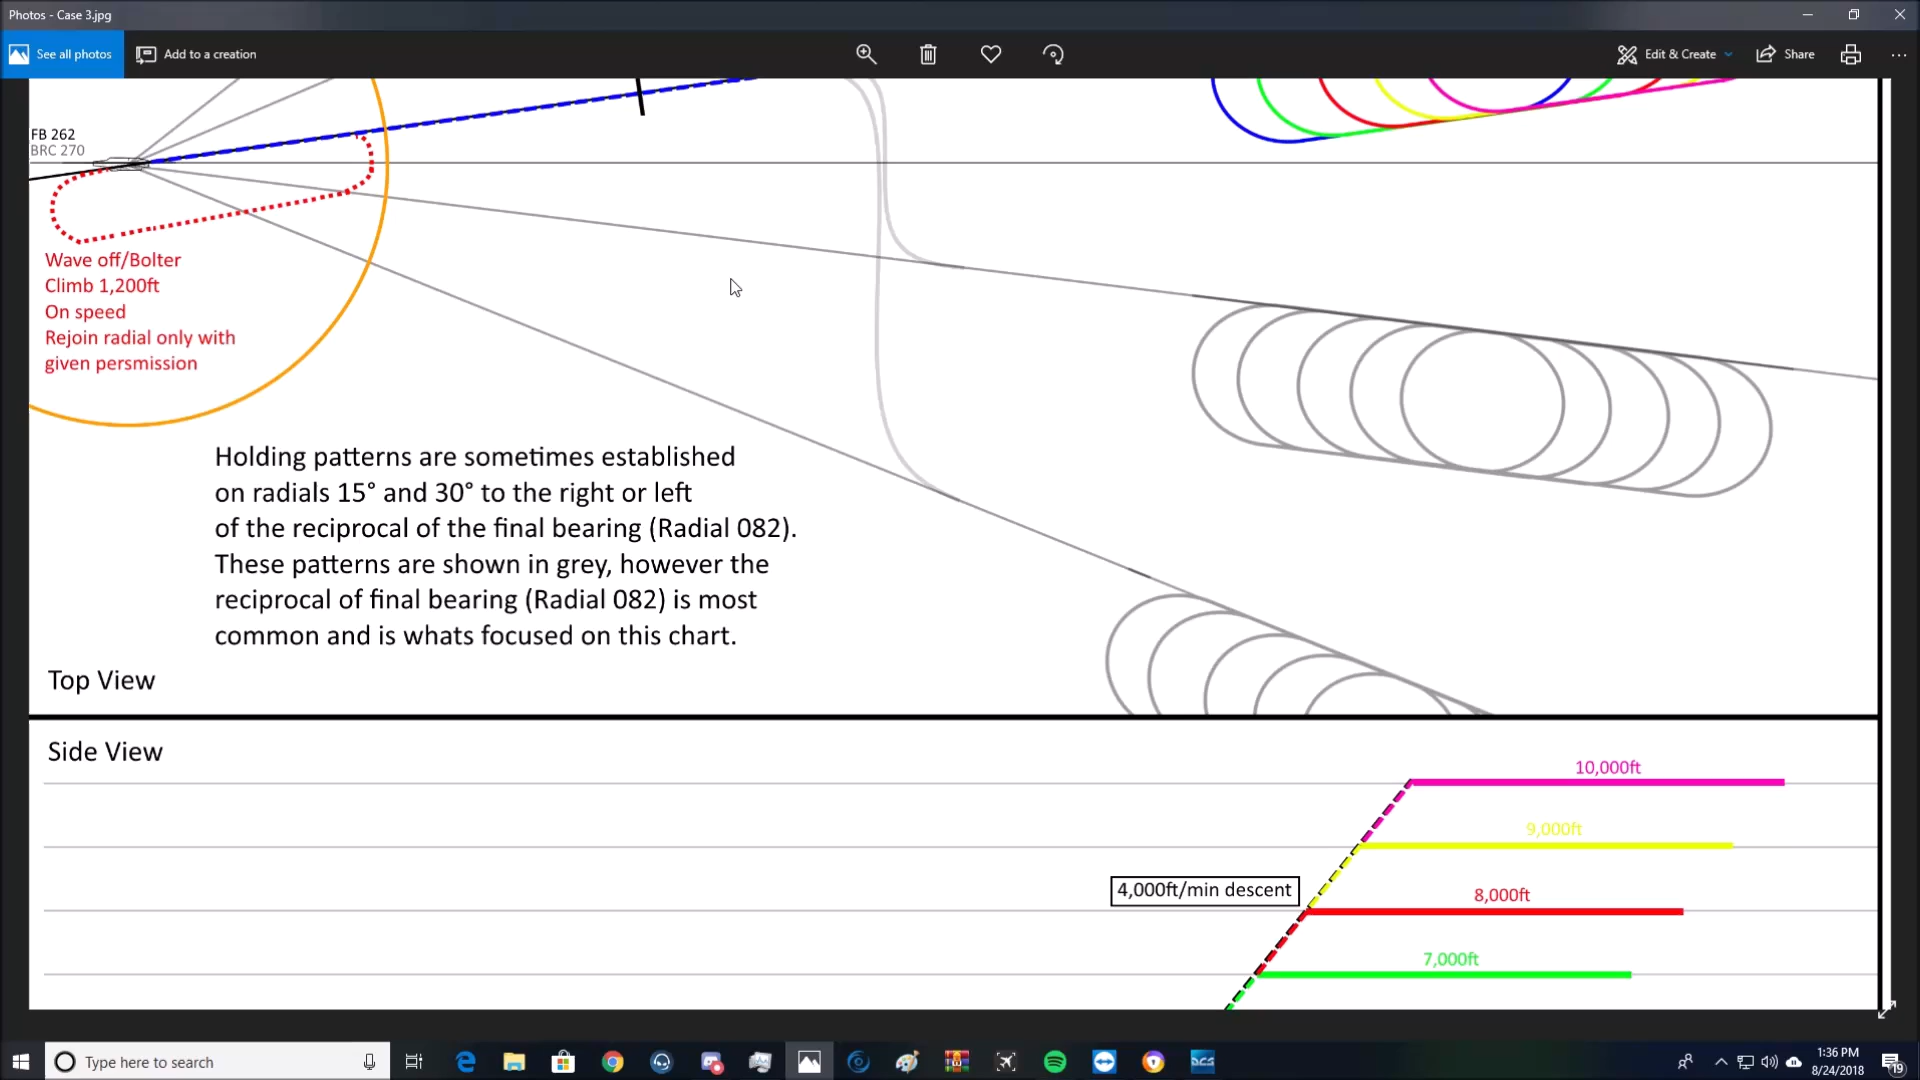 Photos - Case 3.jpg
See all photos
Add to a creation
Edit & Create
Share
FB 262
BRC 270
Wave off/Bolter
Climb 1,200ft
On speed
Rejoin radial only with
given persmission
Holding patterns are sometimes established
on radials 15° and 30° to the right or left
of the reciprocal of the final bearing (Radial 082).
These patterns are shown in grey, however the
reciprocal of final bearing (Radial 082) is most
common and is whats focused on this chart.
Top View
Side View
10,000ft
9,000ft
4,000ft/min descent
8,000ft
7,000ft
Type here to search
DCS
1:36 PM
8/24/2018
19